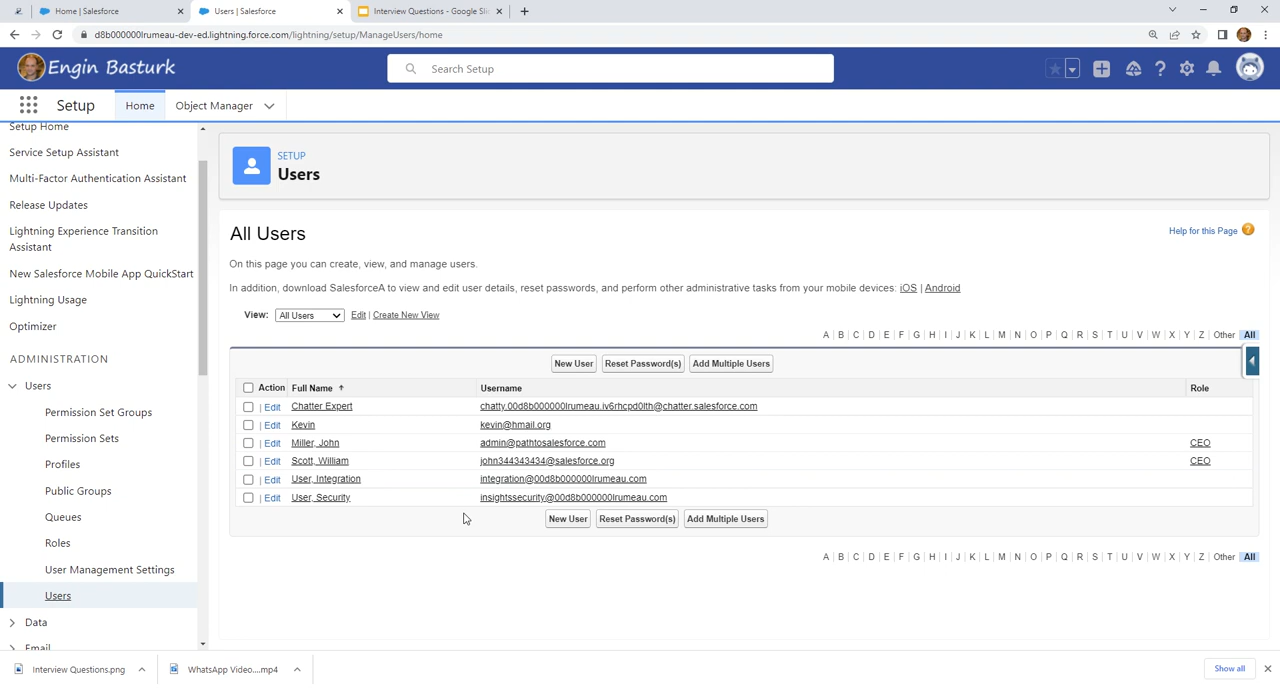 Home | Salesforce
Users | Salesforce
Interview Questions - Google Sli
d8b000000lrumeau-dev-ed.lightning.force.com/lightning/setup/ManageUsers/home
Engin Basturk
Search Setup
Setup
Home
Object Manager
Setup Home
Service Setup Assistant
Multi-Factor Authentication Assistant
Release Updates
Lightning Experience Transition
Assistant
New Salesforce Mobile App QuickStart
Lightning Usage
Optimizer
ADMINISTRATION
Users
Permission Set Groups
Permission Sets
Profiles
Public Groups
Queues
Roles
User Management Settings
Users
Data
Email
SETUP
Users
All Users
Help for this Page ?
On this page you can create, view, and manage users.
In addition, download SalesforceA to view and edit user details, reset passwords, and perform other administrative tasks from your mobile devices: iOS | Android
View: All Users Edit | Create New View
A | B | C | D | E | F | G | H | I | J | K | L | M | N | O | P | Q | R | S | T | U | V | W | X | Y | Z | Other All
New User Reset Password(s) Add Multiple Users
Action Full Name ↑ Username Role
| Edit Chatter Expert chatty.00d8b000000lrumeau.iv6rhcpd0lth@chatter.salesforce.com
| Edit Kevin kevin@hmail.org
| Edit Miller, John admin@pathtosalesforce.com CEO
| Edit Scott, William john344343434@salesforce.org CEO
| Edit User, Integration integration@00d8b000000lrumeau.com
| Edit User, Security insightssecurity@00d8b000000lrumeau.com
New User Reset Password(s) Add Multiple Users
A | B | C | D | E | F | G | H | I | J | K | L | M | N | O | P | Q | R | S | T | U | V | W | X | Y | Z | Other All
Interview Questions.png
WhatsApp Video....mp4
Show all